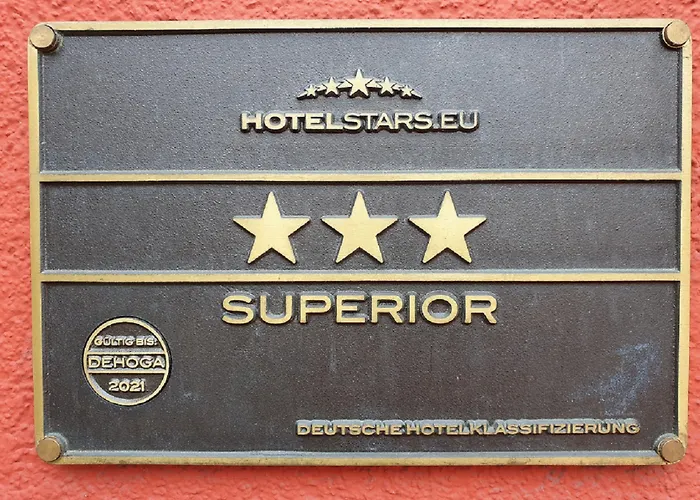 HOTELSTARS.EU
SUPERIOR
GÜLTIG BIS:
DEHOGA
2021
DEUTSCHE HOTELKLASSIFIZIERUNG